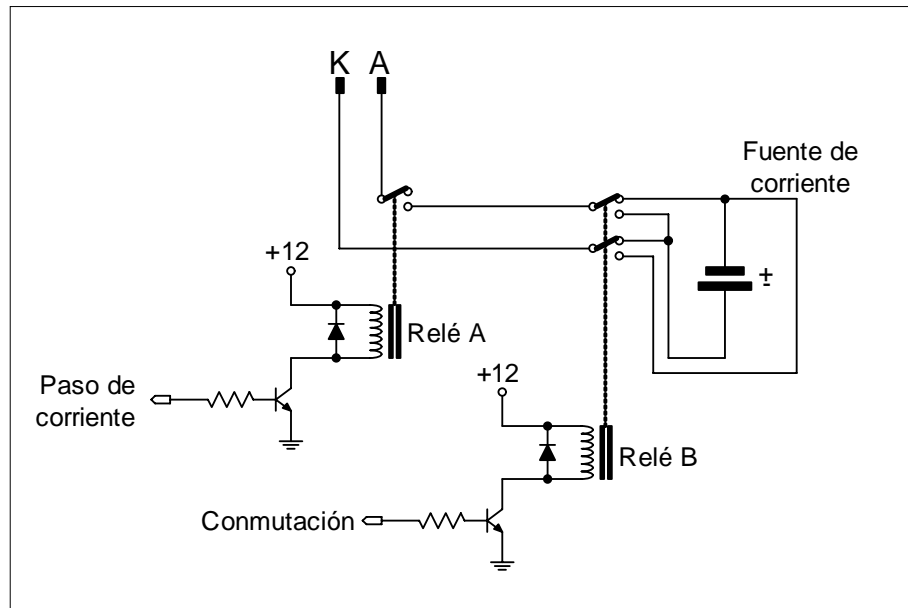 K A
Fuente de
corriente
+12
±
Relé A
+12
Paso de
corriente
Relé B
Conmutación